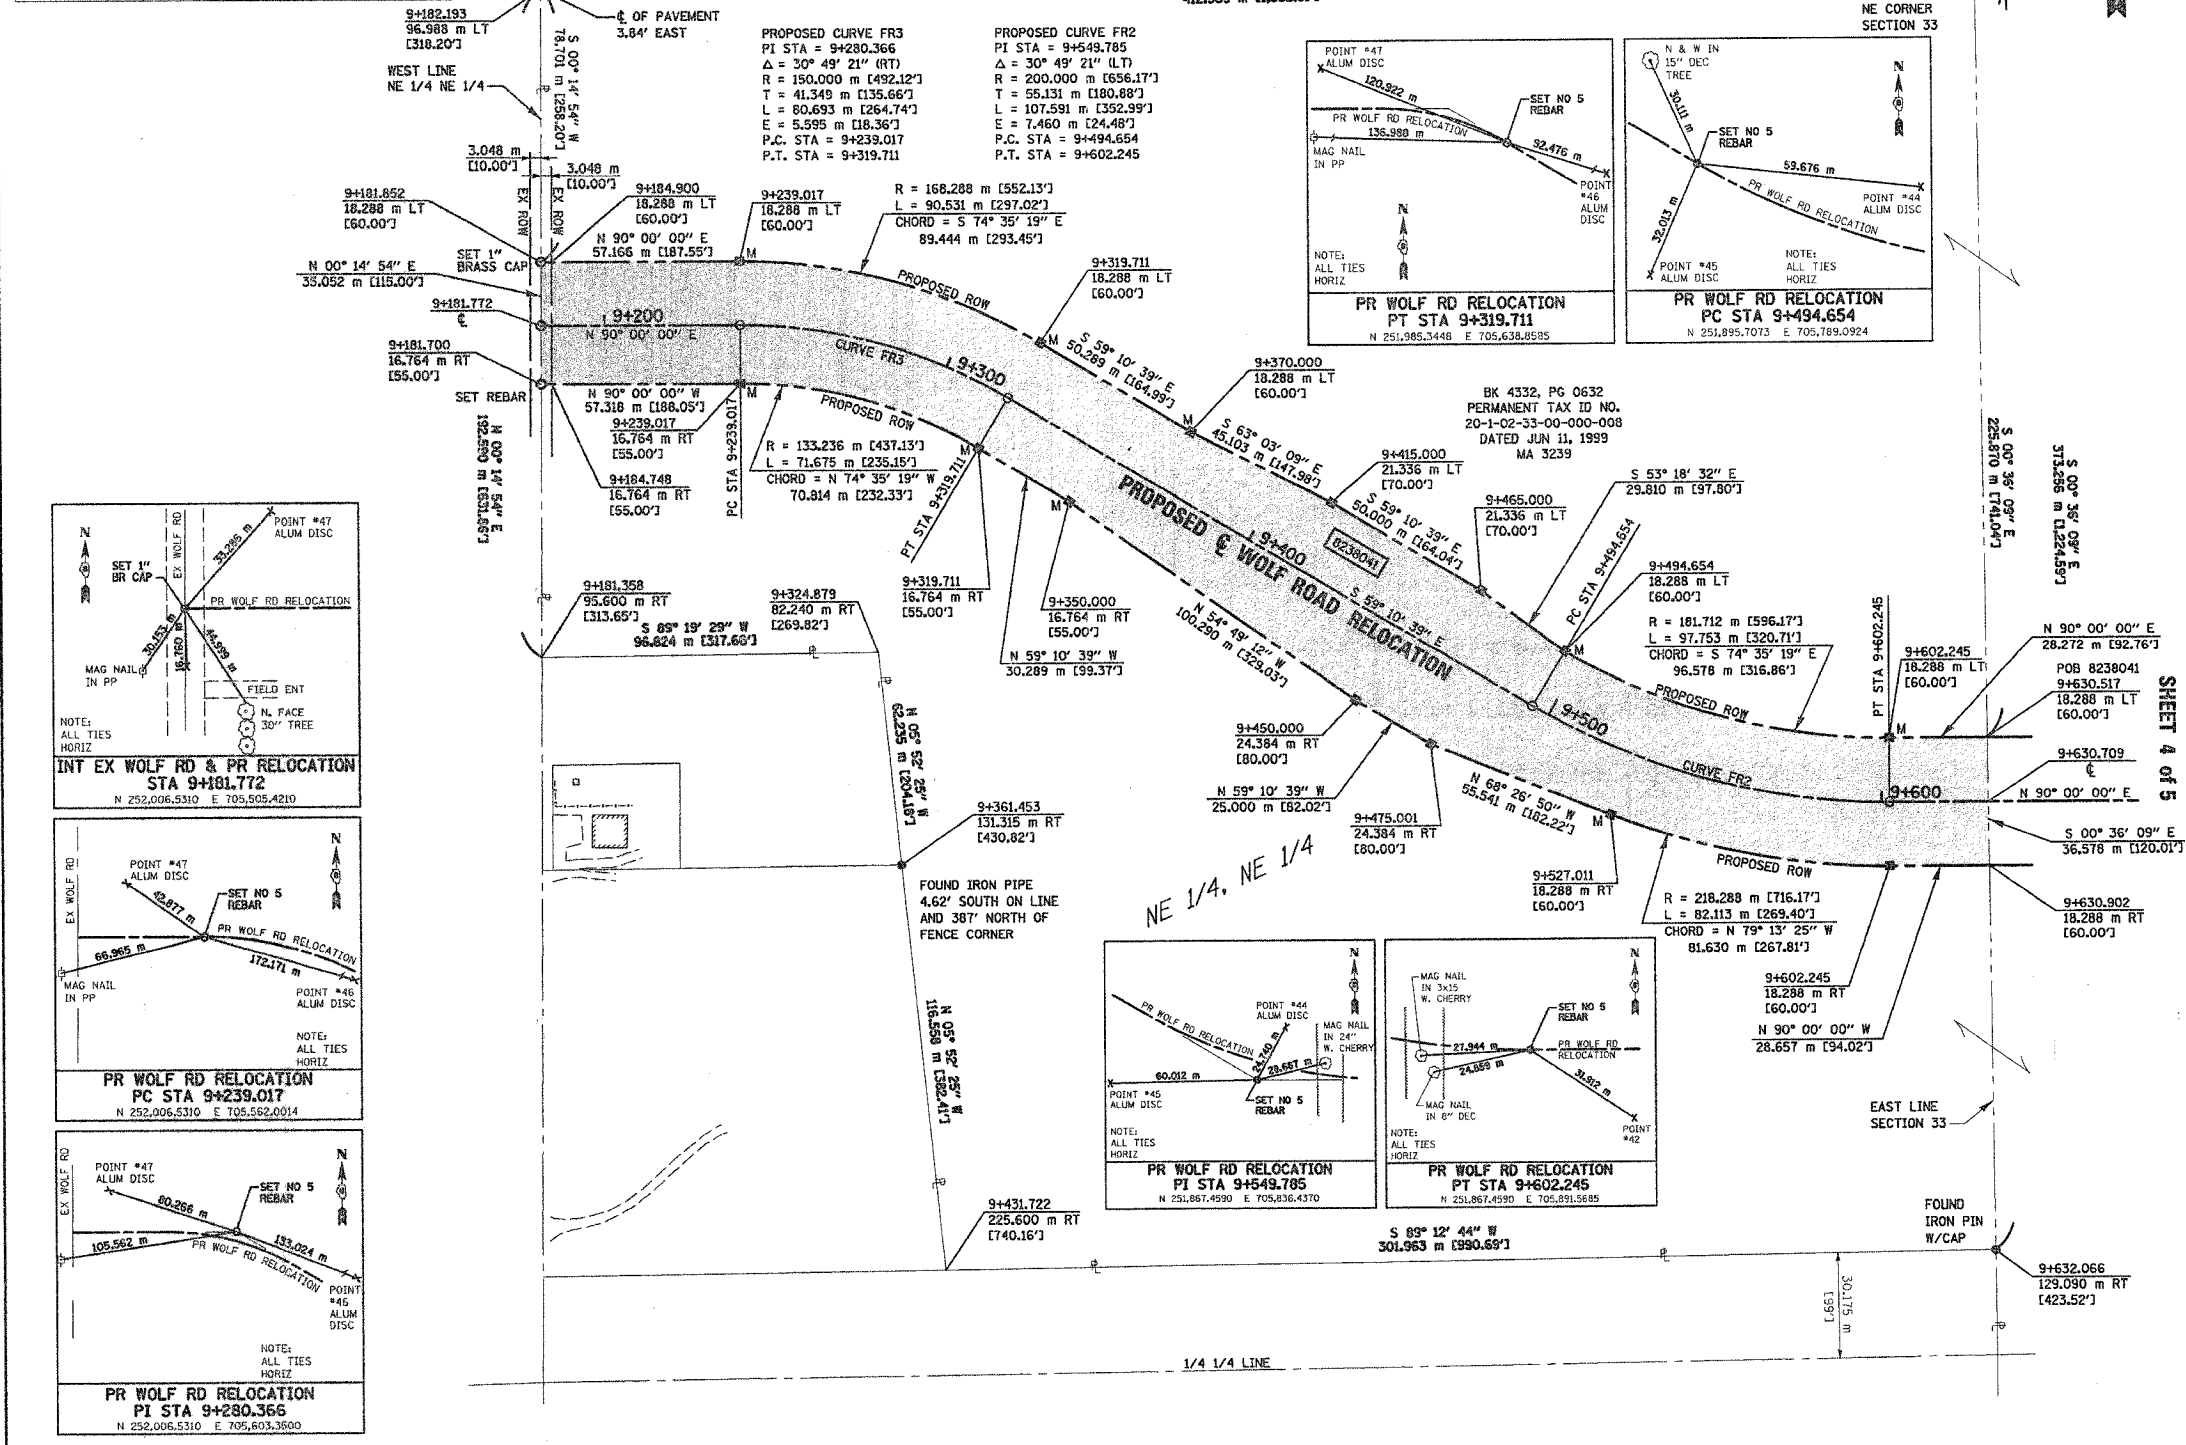 9+182.193
96.988 m LT
[318.20']
℄ OF PAVEMENT
3.84' EAST
WEST LINE
NE 1/4 NE 1/4
S 00° 14' 54" W
78.701 m [258.20']
PROPOSED CURVE FR3
PI STA = 9+280.366
Δ = 30° 49' 21" (RT)
R = 150.000 m [492.12']
T = 41.349 m [135.66']
L = 80.693 m [264.74']
E = 5.595 m [18.36']
P.C. STA = 9+239.017
P.T. STA = 9+319.711
PROPOSED CURVE FR2
PI STA = 9+549.785
Δ = 30° 49' 21" (LT)
R = 200.000 m [656.17']
T = 55.131 m [180.88']
L = 107.591 m [352.99']
E = 7.460 m [24.48']
P.C. STA = 9+494.654
P.T. STA = 9+602.245
NE CORNER
SECTION 33
POINT #47
ALUM DISC
120.922 m
SET NO 5
REBAR
PR WOLF RD RELOCATION
136.988 m
92.476 m
MAG NAIL
IN PP
POINT
#46
ALUM
DISC
N
NOTE:
ALL TIES
HORIZ
PR WOLF RD RELOCATION
PT STA 9+319.711
N 251,985.3448 E 705,638.8585
N & W IN
15" DEC
TREE
N
30.111 m
SET NO 5
REBAR
59.676 m
PR WOLF RD RELOCATION
POINT #44
ALUM DISC
32.013 m
POINT #45
ALUM DISC
NOTE:
ALL TIES
HORIZ
PR WOLF RD RELOCATION
PC STA 9+494.654
N 251,895.7073 E 705,789.0924
3.048 m
[10.00']
3.048 m
[10.00']
EX ROW
EX ROW
9+181.852
18.288 m LT
[60.00']
9+184.900
18.288 m LT
[60.00']
9+239.017
18.288 m LT
[60.00']
R = 168.288 m [552.13']
L = 90.531 m [297.02']
CHORD = S 74° 35' 19" E
89.444 m [293.45']
N 90° 00' 00" E
57.166 m [187.55']
SET 1"
BRASS CAP
M
N 00° 14' 54" E
35.052 m [115.00']
9+181.772
℄
9+200
N 90° 00' 00" E
CURVE FR3
PROPOSED ROW
9+300
9+319.711
18.288 m LT
[60.00']
M
S 59° 10' 39" E
50.289 m [164.99']
9+370.000
18.288 m LT
[60.00']
M
S 63° 03' 09" E
45.103 m [147.98']
BK 4332, PG 0632
PERMANENT TAX ID NO.
20-1-02-33-00-000-008
DATED JUN 11, 1999
MA 3239
9+415.000
21.336 m LT
[70.00']
S 59° 10' 39" E
50.000 m [164.04']
9+465.000
21.336 m LT
[70.00']
S 53° 18' 32" E
29.810 m [97.80']
S 00° 36' 09" E
225.870 m [741.04']
S 00° 36' 09" E
373.256 m [1,224.59']
9+181.700
16.764 m RT
[55.00']
SET REBAR
N 90° 00' 00" W
57.318 m [188.05']
M
9+239.017
16.764 m RT
[55.00']
PC STA 9+239.017
9+184.748
16.764 m RT
[55.00']
PROPOSED ROW
R = 133.236 m [437.13']
L = 71.675 m [235.15']
CHORD = N 74° 35' 19" W
70.814 m [232.33']
M
PT STA 9+319.711
M
PROPOSED ℄ WOLF ROAD RELOCATION
9+400
8238041
S 59° 10' 39" E
PC STA 9+494.654
9+494.654
18.288 m LT
[60.00']
M
N 00° 14' 54" E
192.590 m [631.86']
9+181.358
95.600 m RT
[313.65']
9+324.879
82.240 m RT
[269.82']
S 89° 19' 29" W
96.824 m [317.66']
9+319.711
16.764 m RT
[55.00']
9+350.000
16.764 m RT
[55.00']
N 59° 10' 39" W
30.289 m [99.37']
N 54° 49' 12" W
100.290 m [329.03']
9+450.000
24.384 m RT
[80.00']
N 59° 10' 39" W
25.000 m [82.02']
9+475.001
24.384 m RT
[80.00']
N 68° 26' 50" W
55.541 m [182.22']
9+500
R = 181.712 m [596.17']
L = 97.753 m [320.71']
CHORD = S 74° 35' 19" E
96.578 m [316.86']
PROPOSED ROW
CURVE FR2
PT STA 9+602.245
M
9+602.245
18.288 m LT
[60.00']
N 90° 00' 00" E
28.272 m [92.76']
POB 8238041
9+630.517
18.288 m LT
[60.00']
9+630.709
℄
9+600
N 90° 00' 00" E
S 00° 36' 09" E
36.578 m [120.01']
SHEET 4 of 5
M
9+527.011
18.288 m RT
[60.00']
PROPOSED ROW
R = 218.288 m [716.17']
L = 82.113 m [269.40']
CHORD = N 79° 13' 25" W
81.630 m [267.81']
9+602.245
18.288 m RT
[60.00']
N 90° 00' 00" W
28.657 m [94.02']
9+630.902
18.288 m RT
[60.00']
N 05° 52' 25" W
62.235 m [204.18']
9+361.453
131.315 m RT
[430.82']
FOUND IRON PIPE
4.62' SOUTH ON LINE
AND 387' NORTH OF
FENCE CORNER
NE 1/4, NE 1/4
N 05° 52' 25" W
116.558 m [382.41']
9+431.722
225.600 m RT
[740.16']
S 89° 12' 44" W
301.963 m [990.69']
EAST LINE
SECTION 33
FOUND
IRON PIN
W/CAP
9+632.066
129.090 m RT
[423.52']
30.175 m
[99']
1/4 1/4 LINE
N
EX WOLF RD
POINT #47
ALUM DISC
33.286 m
SET 1"
BR CAP
PR WOLF RD RELOCATION
30.153 m
16.760 m
44.999 m
MAG NAIL
IN PP
FIELD ENT
N. FACE
30" TREE
NOTE:
ALL TIES
HORIZ
INT EX WOLF RD & PR RELOCATION
STA 9+181.772
N 252,006.5310 E 705,505.4210
EX WOLF RD
N
POINT #47
ALUM DISC
SET NO 5
REBAR
42.877 m
PR WOLF RD RELOCATION
66.965 m
172.171 m
MAG NAIL
IN PP
POINT #46
ALUM DISC
NOTE:
ALL TIES
HORIZ
PR WOLF RD RELOCATION
PC STA 9+239.017
N 252,006.5310 E 705,562.0014
EX WOLF RD
N
POINT #47
ALUM DISC
SET NO 5
REBAR
80.266 m
105.562 m
PR WOLF RD RELOCATION
133.024 m
POINT
#46
ALUM
DISC
NOTE:
ALL TIES
HORIZ
PR WOLF RD RELOCATION
PI STA 9+280.366
N 252,006.5310 E 705,603.3500
N
POINT #44
ALUM DISC
PR WOLF RD RELOCATION
MAG NAIL
IN 24"
W. CHERRY
24.740 m
28.667 m
60.012 m
POINT #45
ALUM DISC
SET NO 5
REBAR
NOTE:
ALL TIES
HORIZ
PR WOLF RD RELOCATION
PI STA 9+549.785
N 251,867.4590 E 705,836.4370
MAG NAIL
IN 3x15
W. CHERRY
N
SET NO 5
REBAR
27.944 m
PR WOLF RD
RELOCATION
24.859 m
31.912 m
MAG NAIL
IN 8" DEC
POINT
#42
NOTE:
ALL TIES
HORIZ
PR WOLF RD RELOCATION
PT STA 9+602.245
N 251,867.4590 E 705,891.5685